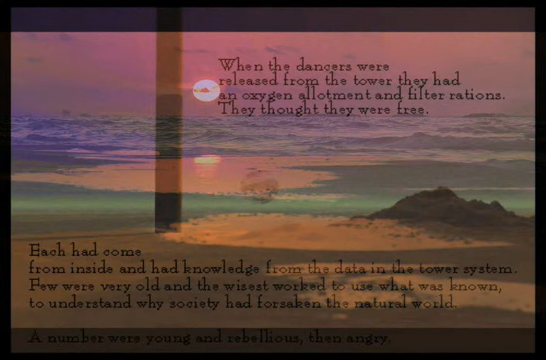 When the dancers were
released from the tower they had
an oxygen allotment and filter rations.
They thought they were free.
Each had come
from inside and had knowledge from the data in the tower system.
Few were very old and the wisest worked to use what was known,
to understand why society had forsaken the natural world.
A number were young and rebellious, then angry.